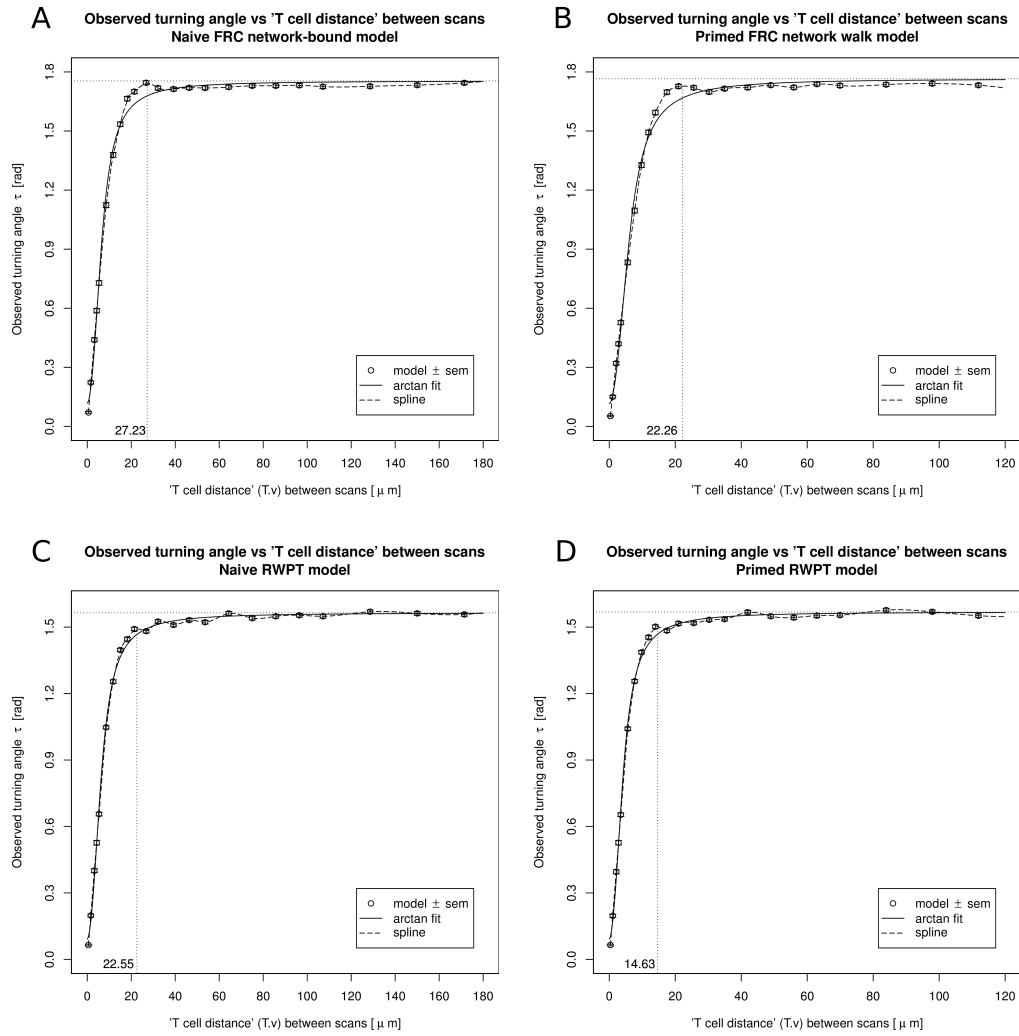 A
Observed turning angle vs 'T cell distance' between scans
Naive FRC network-bound model
Observed turning angle τ [rad]
1.8
1.5
1.2
0.9
0.6
0.3
0.0
27.23
model ± sem
arctan fit
spline
0 20 40 60 80 100 120 140 160 180
'T cell distance' (T.v) between scans [ μ m]
B
Observed turning angle vs 'T cell distance' between scans
Primed FRC network walk model
Observed turning angle τ [rad]
1.8
1.5
1.2
0.9
0.6
0.3
0.0
22.26
model ± sem
arctan fit
spline
0 20 40 60 80 100 120
'T cell distance' (T.v) between scans [ μ m]
C
Observed turning angle vs 'T cell distance' between scans
Naive RWPT model
Observed turning angle τ [rad]
1.5
1.2
0.9
0.6
0.3
0.0
22.55
model ± sem
arctan fit
spline
0 20 40 60 80 100 120 140 160 180
'T cell distance' (T.v) between scans [ μ m]
D
Observed turning angle vs 'T cell distance' between scans
Primed RWPT model
Observed turning angle τ [rad]
1.5
1.2
0.9
0.6
0.3
0.0
14.63
model ± sem
arctan fit
spline
0 20 40 60 80 100 120
'T cell distance' (T.v) between scans [ μ m]